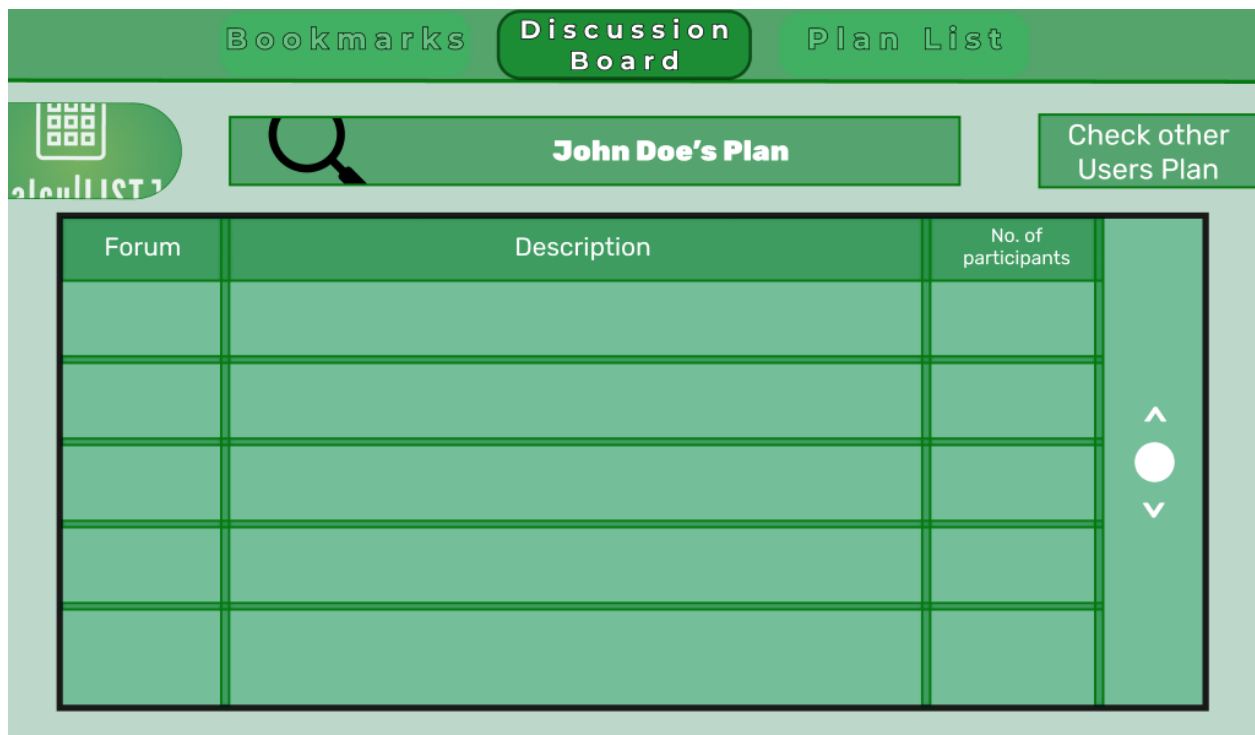 Bookmarks
Discussion
Board
Plan List
John Doe's Plan
Check other
Users Plan
Forum
Description
No. of
participants